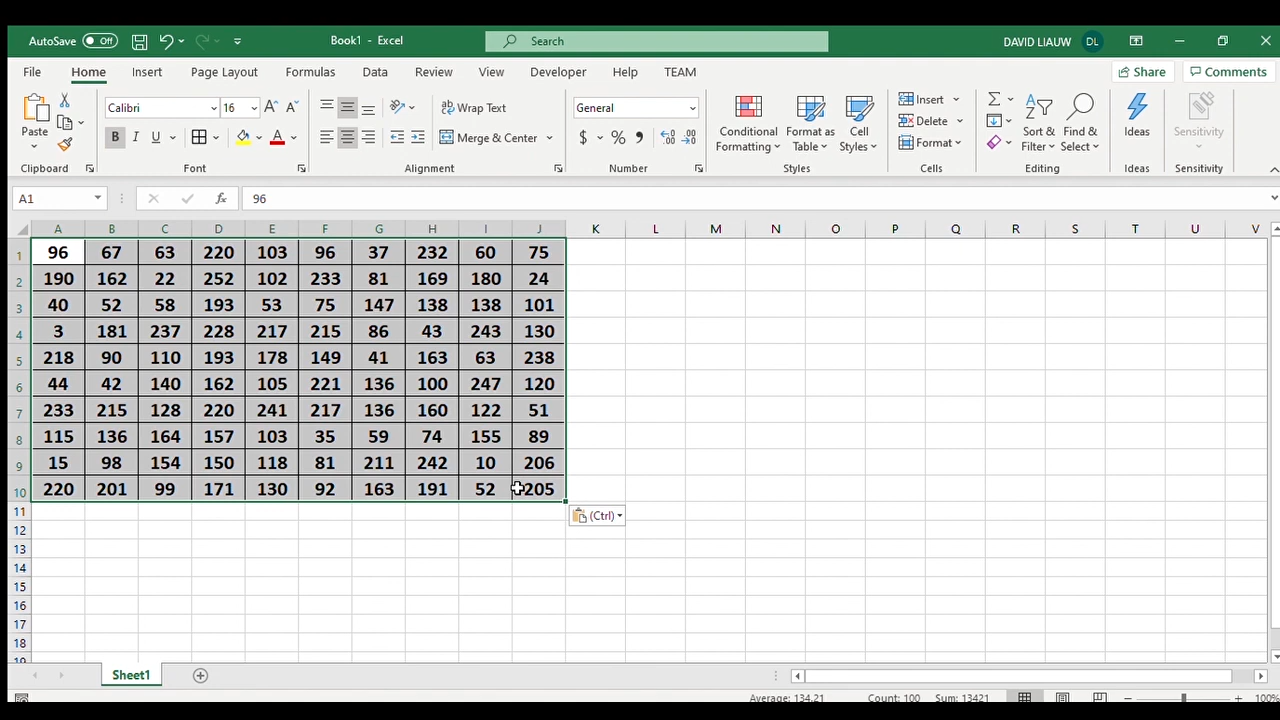 AutoSave Off Book1 - Excel Search DAVID LIAUW DL
File Home Insert Page Layout Formulas Data Review View Developer Help TEAM Share Comments
Calibri 16 A^ A^ ab Wrap Text General Insert
Paste B I U A Merge & Center $ % Conditional Formatting Format as Table Cell Styles Delete Format Sort & Filter Find & Select Ideas Sensitivity
Clipboard Font Alignment Number Styles Cells Editing Ideas Sensitivity
A1 fx 96
A B C D E F G H I J K L M N O P Q R S T U V
1 96 67 63 220 103 96 37 232 60 75
2 190 162 22 252 102 233 81 169 180 24
3 40 52 58 193 53 75 147 138 138 101
4 3 181 237 228 217 215 86 43 243 130
5 218 90 110 193 178 149 41 163 63 238
6 44 42 140 162 105 221 136 100 247 120
7 233 215 128 220 241 217 136 160 122 51
8 115 136 164 157 103 35 59 74 155 89
9 15 98 154 150 118 81 211 242 10 206
10 220 201 99 171 130 92 163 191 52 205
11 (Ctrl)
12
13
14
15
16
17
18
19
Sheet1
Average: 134.21 Count: 100 Sum: 13421 100%